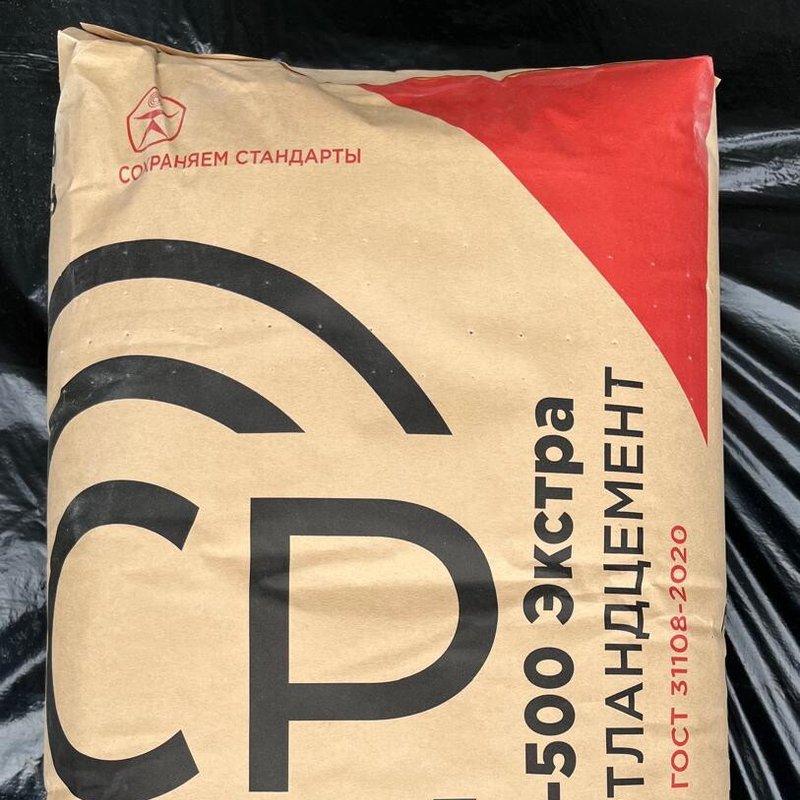 СОХРАНЯЕМ СТАНДАРТЫ
СР
-500 Экстра
ТЛАНДЦЕМЕНТ
ГОСТ 31108-2020